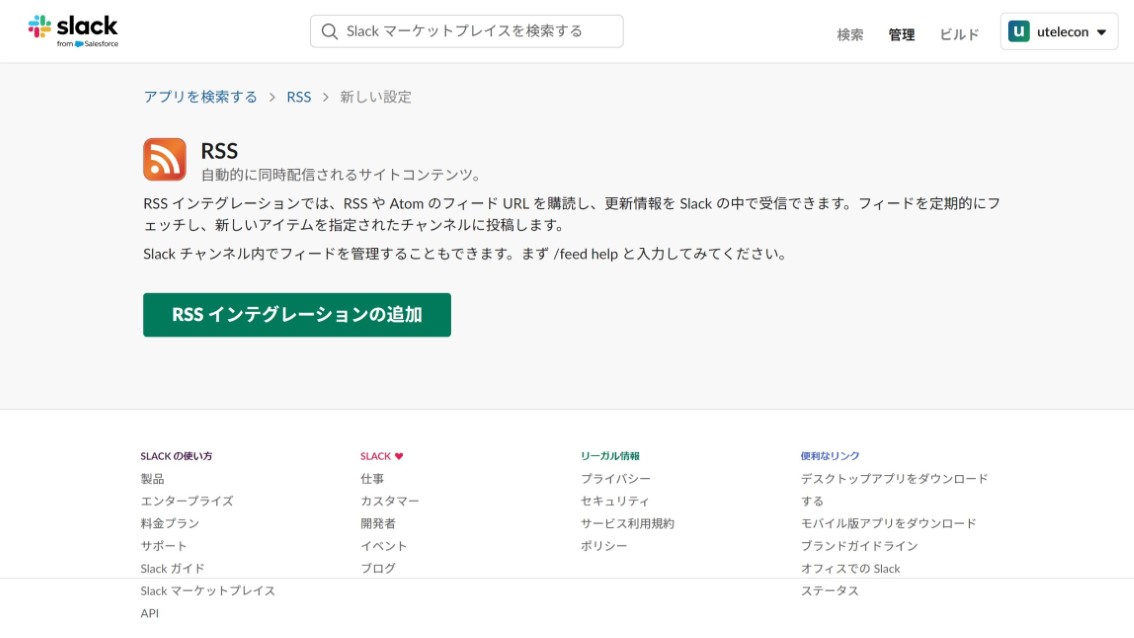 slack
from Salesforce
Slack マーケットプレイスを検索する
検索
管理
ビルド
u
utelecon
アプリを検索する > RSS > 新しい設定
RSS
自動的に同時配信されるサイトコンテンツ。
RSS インテグレーションでは、RSS や Atom のフィード URL を購読し、更新情報を Slack の中で受信できます。フィードを定期的にフ
ェッチし、新しいアイテムを指定されたチャンネルに投稿します。
Slack チャンネル内でフィードを管理することもできます。まず /feed help と入力してみてください。
RSS インテグレーションの追加
SLACK の使い方
製品
エンタープライズ
料金プラン
サポート
Slack ガイド
Slack マーケットプレイス
API
SLACK ♥
仕事
カスタマー
開発者
イベント
ブログ
リーガル情報
プライバシー
セキュリティ
サービス利用規約
ポリシー
便利なリンク
デスクトップアプリをダウンロード
する
モバイル版アプリをダウンロード
ブランドガイドライン
オフィスでの Slack
ステータス